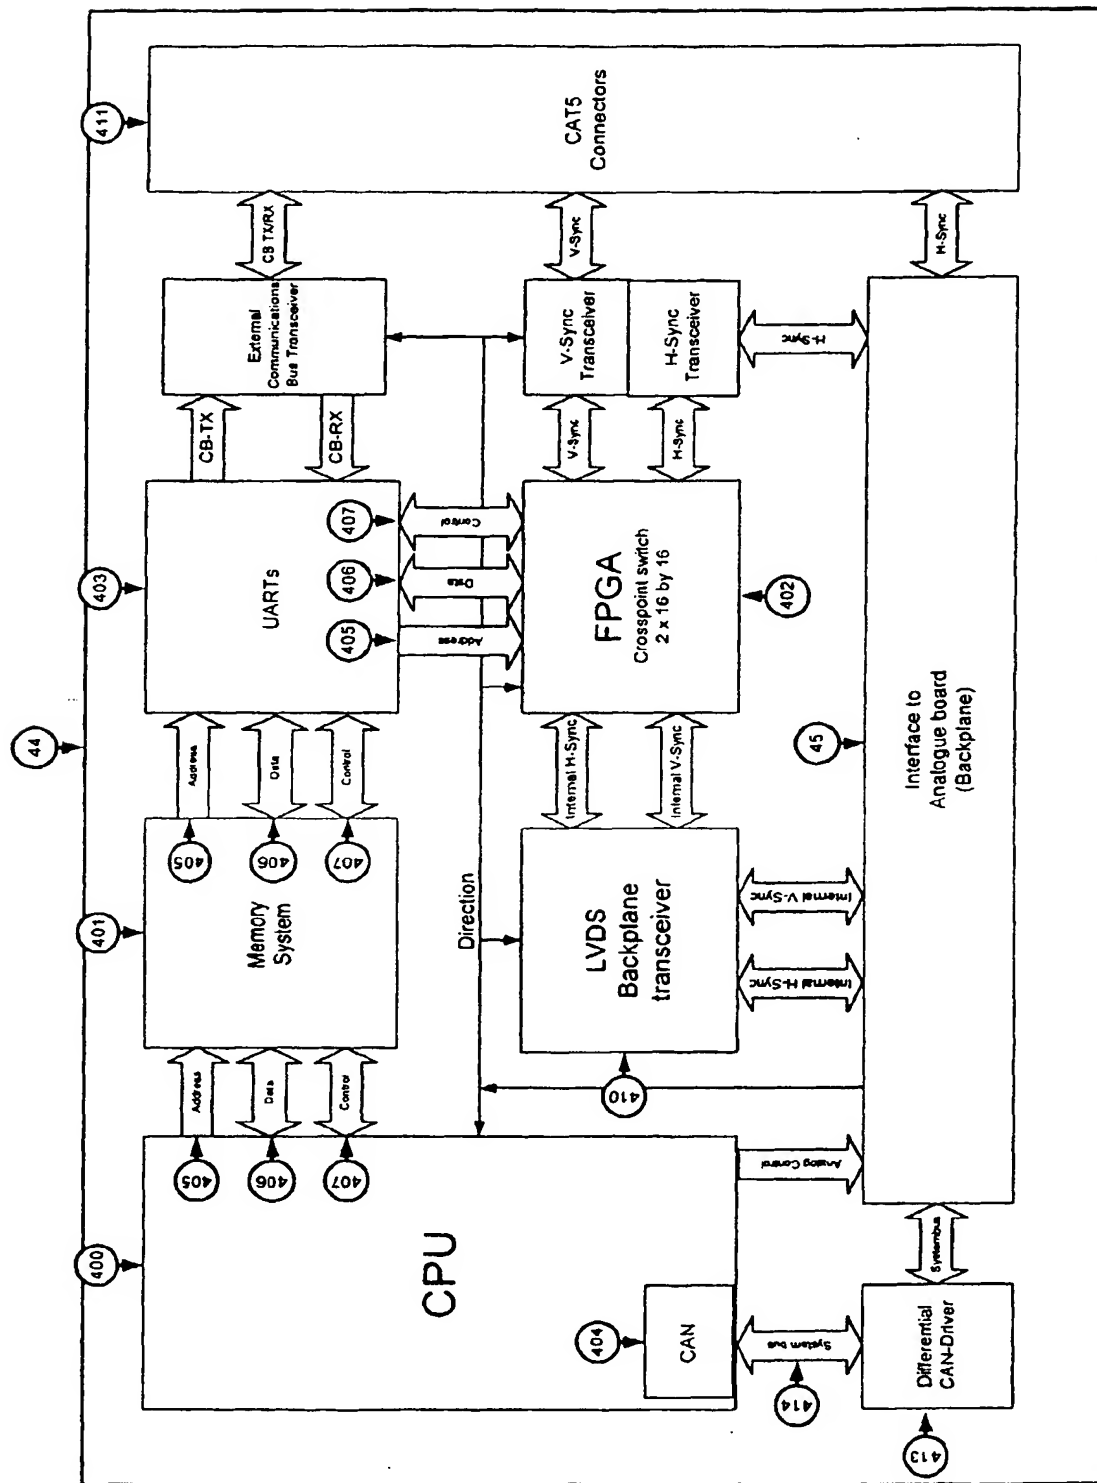 44
400
401
403
411
CPU
405
406
407
Address
Data
Control
Memory
System
405
406
407
Address
Data
Control
UARTs
405
406
407
CB-TX
CB-RX
External
Communications
Bus Transceiver
CB TX/RX
CAT5
Connectors
Address
Data
Control
Direction
LVDS
Backplane
transceiver
410
Internal H-Sync
Internal V-Sync
FPGA
Crosspoint switch
2 x 16 by 16
402
V-Sync
H-Sync
V-Sync
Transceiver
H-Sync
Transceiver
V-Sync
H-Sync
H-Sync
CAN
404
System bus
414
Analog Control
Internal H-Sync
Internal V-Sync
Differential
CAN-Driver
413
Systembus
45
Interface to
Analogue board
(Backplane)